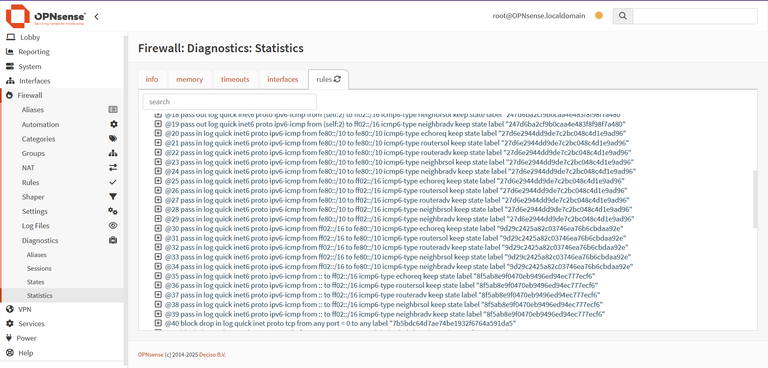 OPNsense
root@OPNsense.localdomain
Lobby
Reporting
System
Interfaces
Firewall
Aliases
Automation
Categories
Groups
NAT
Rules
Shaper
Settings
Log Files
Diagnostics
Aliases
Sessions
States
Statistics
VPN
Services
Power
Help
Firewall: Diagnostics: Statistics
info
memory
timeouts
interfaces
rules
search
@18 pass out log quick inet6 proto ipv6-icmp from (self:2) to ff02::/16 icmp6-type neighbrsol keep state label
@19 pass out log quick inet6 proto ipv6-icmp from (self:2) to ff02::/16 icmp6-type neighbradv keep state label "247d6ba2cf9b0caa4e483f8f98f7a480"
@20 pass in log quick inet6 proto ipv6-icmp from fe80::/10 to fe80::/10 icmp6-type echoreq keep state label "27d6e2944dd9de7c2bc048c4d1e9ad96"
@21 pass in log quick inet6 proto ipv6-icmp from fe80::/10 to fe80::/10 icmp6-type routersol keep state label "27d6e2944dd9de7c2bc048c4d1e9ad96"
@22 pass in log quick inet6 proto ipv6-icmp from fe80::/10 to fe80::/10 icmp6-type routeradv keep state label "27d6e2944dd9de7c2bc048c4d1e9ad96"
@23 pass in log quick inet6 proto ipv6-icmp from fe80::/10 to fe80::/10 icmp6-type neighbrsol keep state label "27d6e2944dd9de7c2bc048c4d1e9ad96"
@24 pass in log quick inet6 proto ipv6-icmp from fe80::/10 to fe80::/10 icmp6-type neighbradv keep state label "27d6e2944dd9de7c2bc048c4d1e9ad96"
@25 pass in log quick inet6 proto ipv6-icmp from fe80::/10 to ff02::/16 icmp6-type echoreq keep state label "27d6e2944dd9de7c2bc048c4d1e9ad96"
@26 pass in log quick inet6 proto ipv6-icmp from fe80::/10 to ff02::/16 icmp6-type routersol keep state label "27d6e2944dd9de7c2bc048c4d1e9ad96"
@27 pass in log quick inet6 proto ipv6-icmp from fe80::/10 to ff02::/16 icmp6-type routeradv keep state label "27d6e2944dd9de7c2bc048c4d1e9ad96"
@28 pass in log quick inet6 proto ipv6-icmp from fe80::/10 to ff02::/16 icmp6-type neighbrsol keep state label "27d6e2944dd9de7c2bc048c4d1e9ad96"
@29 pass in log quick inet6 proto ipv6-icmp from fe80::/10 to ff02::/16 icmp6-type neighbradv keep state label "27d6e2944dd9de7c2bc048c4d1e9ad96"
@30 pass in log quick inet6 proto ipv6-icmp from ff02::/16 to fe80::/10 icmp6-type echoreq keep state label "9d29c2425a82c03746ea76b6cbdaa92e"
@31 pass in log quick inet6 proto ipv6-icmp from ff02::/16 to fe80::/10 icmp6-type routersol keep state label "9d29c2425a82c03746ea76b6cbdaa92e"
@32 pass in log quick inet6 proto ipv6-icmp from ff02::/16 to fe80::/10 icmp6-type routeradv keep state label "9d29c2425a82c03746ea76b6cbdaa92e"
@33 pass in log quick inet6 proto ipv6-icmp from ff02::/16 to fe80::/10 icmp6-type neighbrsol keep state label "9d29c2425a82c03746ea76b6cbdaa92e"
@34 pass in log quick inet6 proto ipv6-icmp from ff02::/16 to fe80::/10 icmp6-type neighbradv keep state label "9d29c2425a82c03746ea76b6cbdaa92e"
@35 pass in log quick inet6 proto ipv6-icmp from :: to ff02::/16 icmp6-type echoreq keep state label "8f5ab8e9f0470eb9496ed94ec777ecf6"
@36 pass in log quick inet6 proto ipv6-icmp from :: to ff02::/16 icmp6-type routersol keep state label "8f5ab8e9f0470eb9496ed94ec777ecf6"
@37 pass in log quick inet6 proto ipv6-icmp from :: to ff02::/16 icmp6-type routeradv keep state label "8f5ab8e9f0470eb9496ed94ec777ecf6"
@38 pass in log quick inet6 proto ipv6-icmp from :: to ff02::/16 icmp6-type neighbrsol keep state label "8f5ab8e9f0470eb9496ed94ec777ecf6"
@39 pass in log quick inet6 proto ipv6-icmp from :: to ff02::/16 icmp6-type neighbradv keep state label "8f5ab8e9f0470eb9496ed94ec777ecf6"
@40 block drop in log quick inet proto tcp from any port = 0 to any label "7b5bdc64d7ae74be1932f6764a591da5"
OPNsense (c) 2014-2025 Deciso B.V.